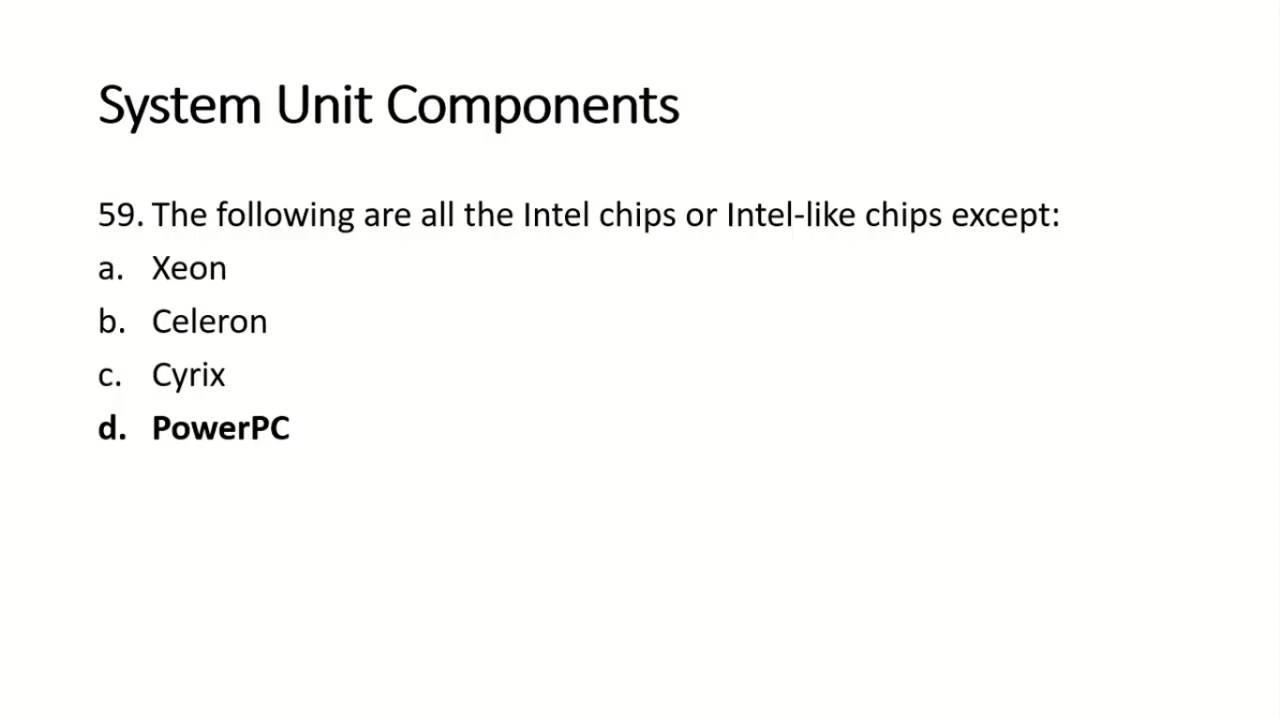 System Unit Components
59. The following are all the Intel chips or Intel-like chips except:
a. Xeon
b. Celeron
c. Cyrix
d. PowerPC